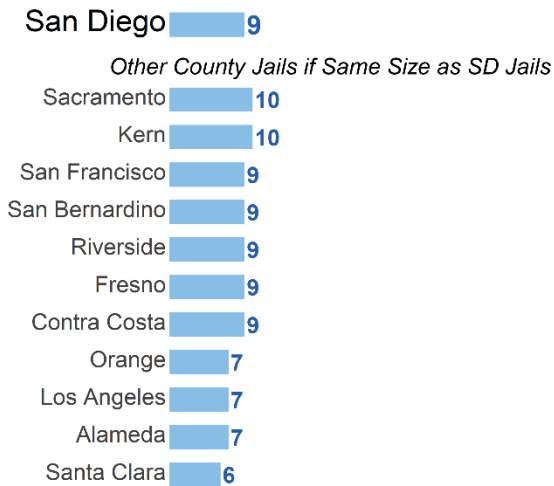 San Diego 9
Other County Jails if Same Size as SD Jails
Sacramento 10
Kern 10
San Francisco 9
San Bernardino 9
Riverside 9
Fresno 9
Contra Costa 9
Orange 7
Los Angeles 7
Alameda 7
Santa Clara 6